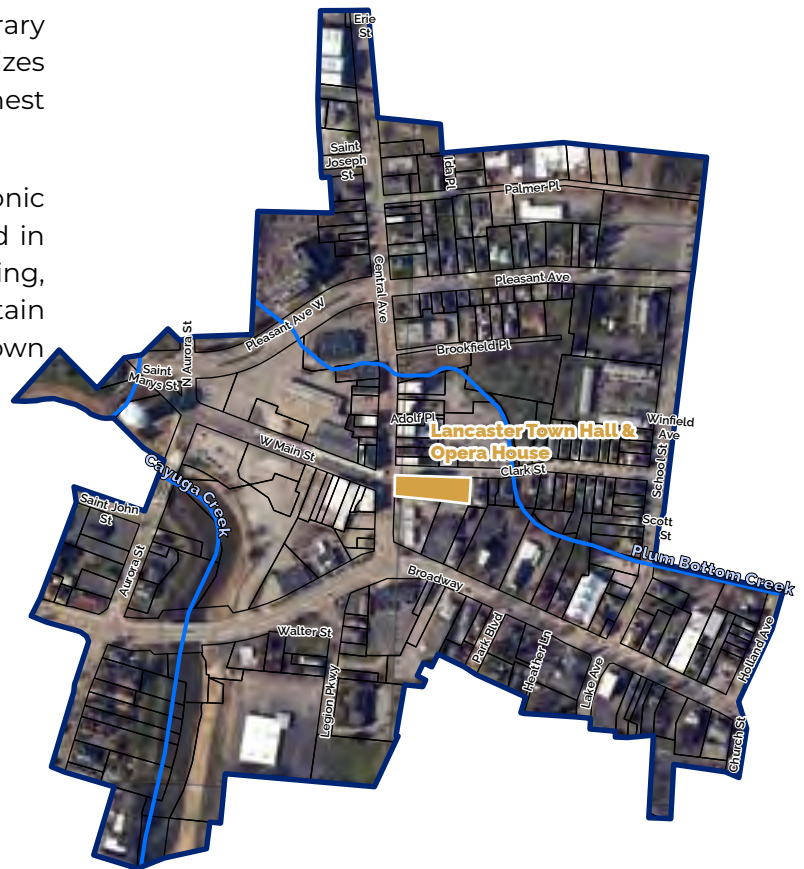 rary
izes
nest
onic
d in
ing,
tain
own
Erie
St
Saint
Joseph
St
Ida Pl
Palmer Pl
Central Ave
Pleasant Ave
Pleasant Ave W
N Aurora St
Brookfield Pl
Saint
Marys St
Adolf Pl
Lancaster Town Hall &
Opera House
Winfield
Ave
W Main St
Clark St
School St
Cayuga Creek
Saint John
St
Scott
St
Plum Bottom Creek
Aurora St
Broadway
Walter St
Park Blvd
Heather Ln
Lake Ave
Holland Ave
Legion Pkwy
Church St